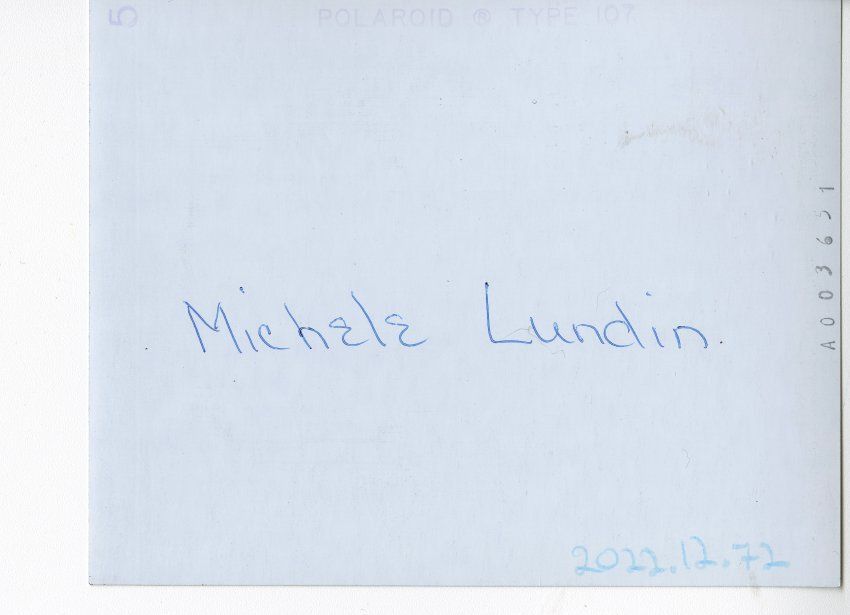 5
POLAROID ® TYPE 107
A003651
Michele Lundin
2022.12.72